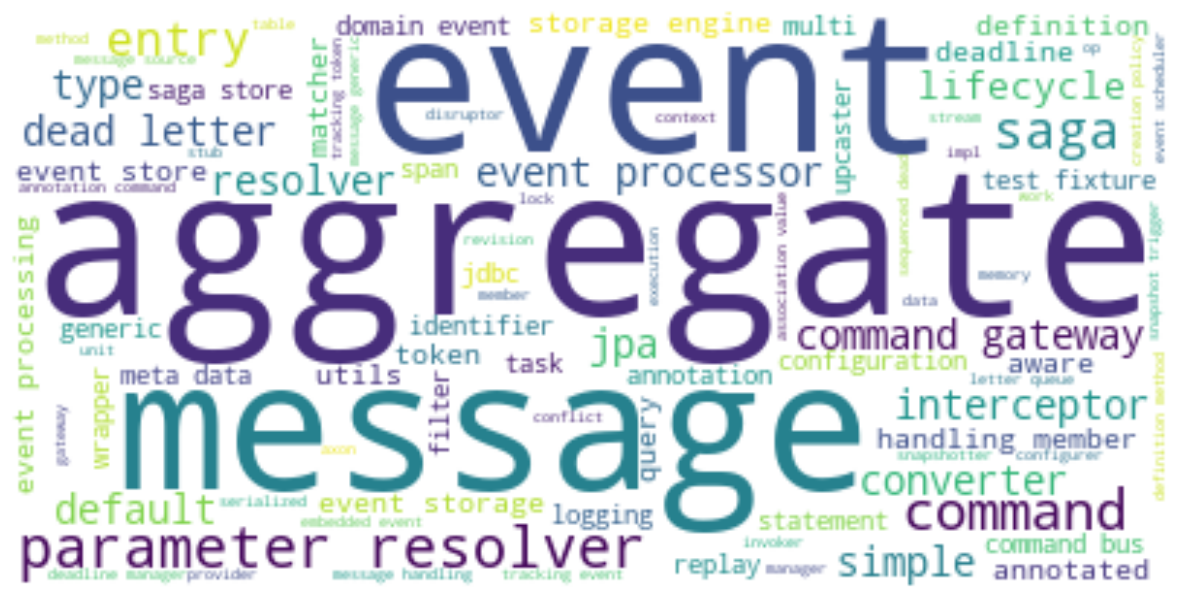 domain event
storage engine
multi
definition
table
method
entry
message source
event
deadline
op
type
saga store
matcher
tracking token
message generic
lifecycle
creation policy
event scheduler
disruptor
context
upcaster
stream
saga
dead letter
stub
impl
event store
resolver
span
event processor
test fixture
annotation command
lock
work
sequenced dead
aggregate
association value
snapshot trigger
event processing
revision
execution
jdbc
member
memory
data
generic
identifier
jpa
command gateway
unit
token
task
configuration
aware
meta data
utils
annotation
letter queue
definition method
wrapper
filter
message
query
conflict
interceptor
gateway
handling member
axon
snapshotter
configurer
converter
default
serialized
event storage
logging
command
embedded event
statement
parameter resolver
invoker
command bus
replay
manager
simple
annotated
deadline manager
provider
message handling
tracking event